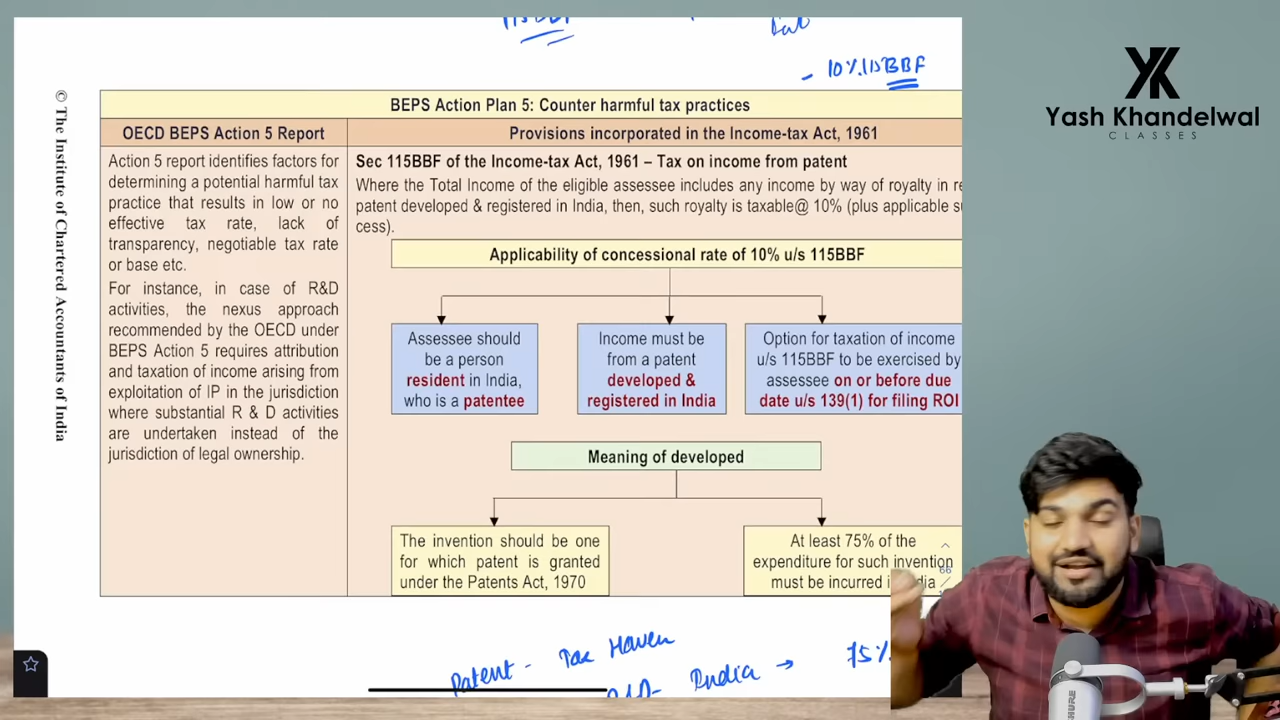 115BBF
- 10% 115BBF
YK
Yash Khandelwal
CLASSES
© The Institute of Chartered Accountants of India
BEPS Action Plan 5: Counter harmful tax practices
OECD BEPS Action 5 Report
Provisions incorporated in the Income-tax Act, 1961
Action 5 report identifies factors for
determining a potential harmful tax
practice that results in low or no
effective tax rate, lack of
transparency, negotiable tax rate
or base etc.
For instance, in case of R&D
activities, the nexus approach
recommended by the OECD under
BEPS Action 5 requires attribution
and taxation of income arising from
exploitation of IP in the jurisdiction
where substantial R & D activities
are undertaken instead of the
jurisdiction of legal ownership.
Sec 115BBF of the Income-tax Act, 1961 – Tax on income from patent
Where the Total Income of the eligible assessee includes any income by way of royalty in
patent developed & registered in India, then, such royalty is taxable@ 10% (plus applicable
cess).
Applicability of concessional rate of 10% u/s 115BBF
Assessee should
be a person
resident in India,
who is a patentee
Income must be
from a patent
developed &
registered in India
Option for taxation of income
u/s 115BBF to be exercised by
assessee on or before due
date u/s 139(1) for filing ROI
Meaning of developed
The invention should be one
for which patent is granted
under the Patents Act, 1970
At least 75% of the
expenditure for such invention
must be incurred
66
Patent - Tax Haven
India → 75%